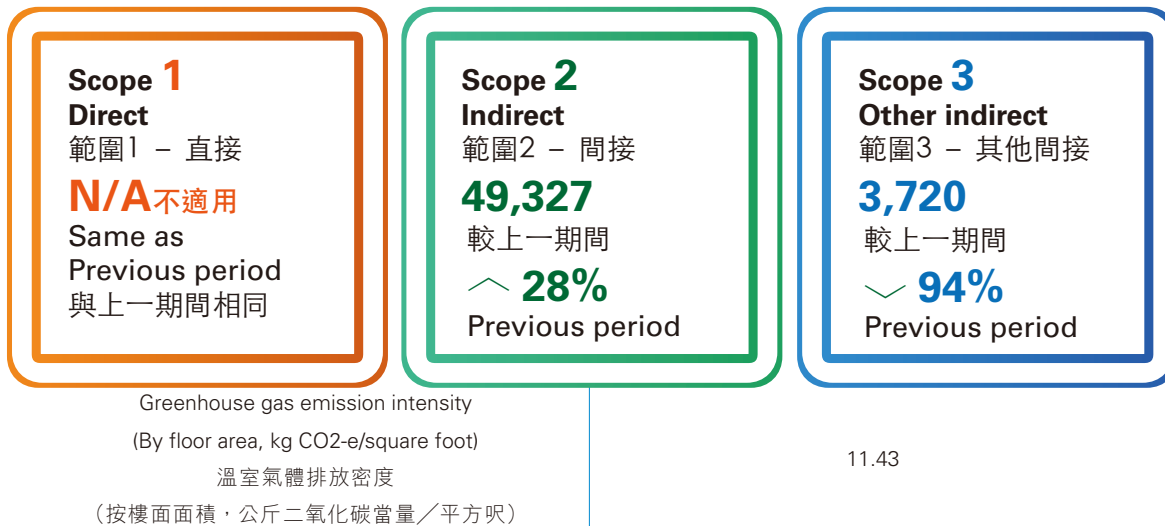 Scope 1
Direct
範圍1 – 直接
N/A不適用
Same as
Previous period
與上一期間相同
Scope 2
Indirect
範圍2 – 間接
49,327
較上一期間
︿ 28%
Previous period
Scope 3
Other indirect
範圍3 – 其他間接
3,720
較上一期間
﹀ 94%
Previous period
Greenhouse gas emission intensity
(By floor area, kg CO2-e/square foot)
溫室氣體排放密度
（按樓面面積，公斤二氧化碳當量／平方呎）
11.43